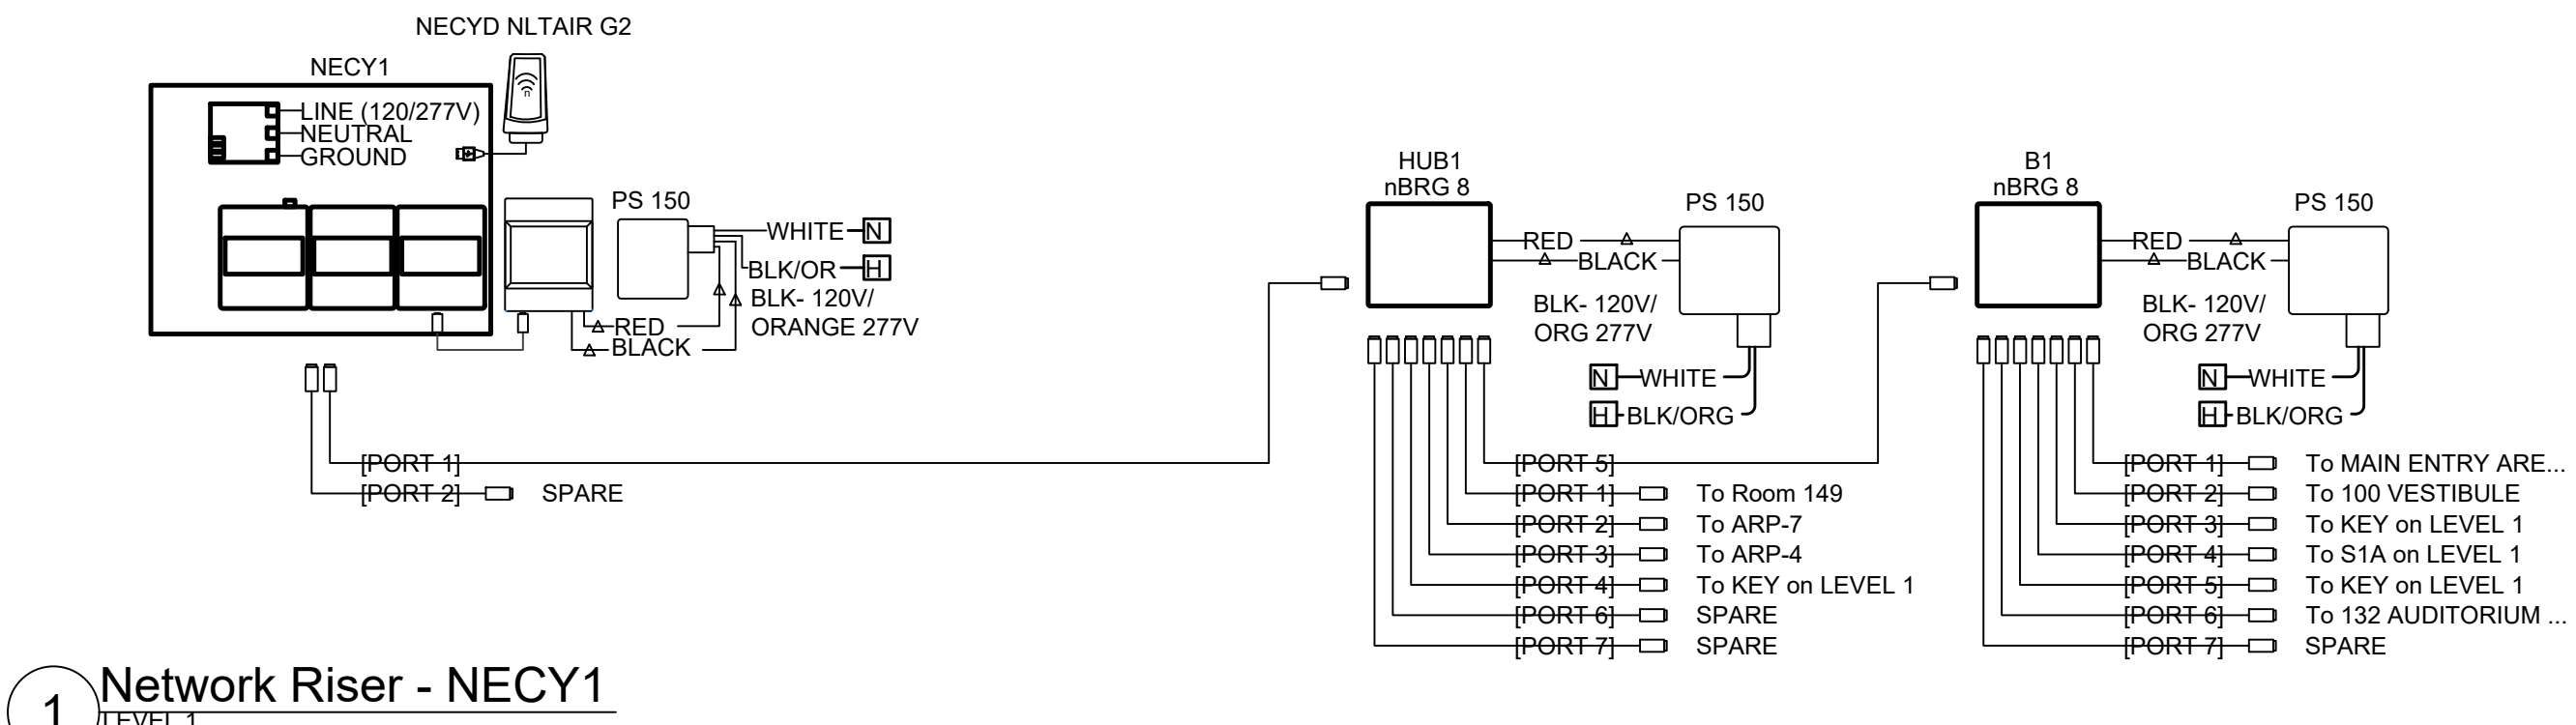 NECYD NLTAIR G2
NECY1
LINE (120/277V)
NEUTRAL
GROUND
n
PS 150
WHITE N
BLK/OR H
BLK- 120V/
ORANGE 277V
RED
BLACK
[PORT 1]
[PORT 2] SPARE
HUB1
nBRG 8
PS 150
RED
BLACK
BLK- 120V/
ORG 277V
N WHITE
H BLK/ORG
[PORT 5]
[PORT 1] To Room 149
[PORT 2] To ARP-7
[PORT 3] To ARP-4
[PORT 4] To KEY on LEVEL 1
[PORT 6] SPARE
[PORT 7] SPARE
B1
nBRG 8
PS 150
RED
BLACK
BLK- 120V/
ORG 277V
N WHITE
H BLK/ORG
[PORT 1] To MAIN ENTRY ARE...
[PORT 2] To 100 VESTIBULE
[PORT 3] To KEY on LEVEL 1
[PORT 4] To S1A on LEVEL 1
[PORT 5] To KEY on LEVEL 1
[PORT 6] To 132 AUDITORIUM ...
[PORT 7] SPARE
1 Network Riser - NECY1
LEVEL 1